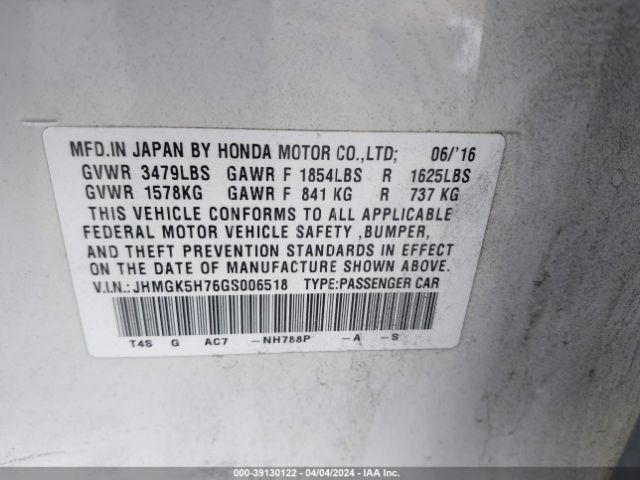 MFD.IN JAPAN BY HONDA MOTOR CO.,LTD; 06/'16
GVWR 3479LBS GAWR F 1854LBS R 1625LBS
GVWR 1578KG GAWR F 841 KG R 737 KG
THIS VEHICLE CONFORMS TO ALL APPLICABLE
FEDERAL MOTOR VEHICLE SAFETY ,BUMPER,
AND THEFT PREVENTION STANDARDS IN EFFECT
ON THE DATE OF MANUFACTURE SHOWN ABOVE.
V.I.N.: JHMGK5H76GS006518 TYPE:PASSENGER CAR
T4S G AC7 -NH788P -A -S
000-39130122 - 04/04/2024 - IAA Inc.